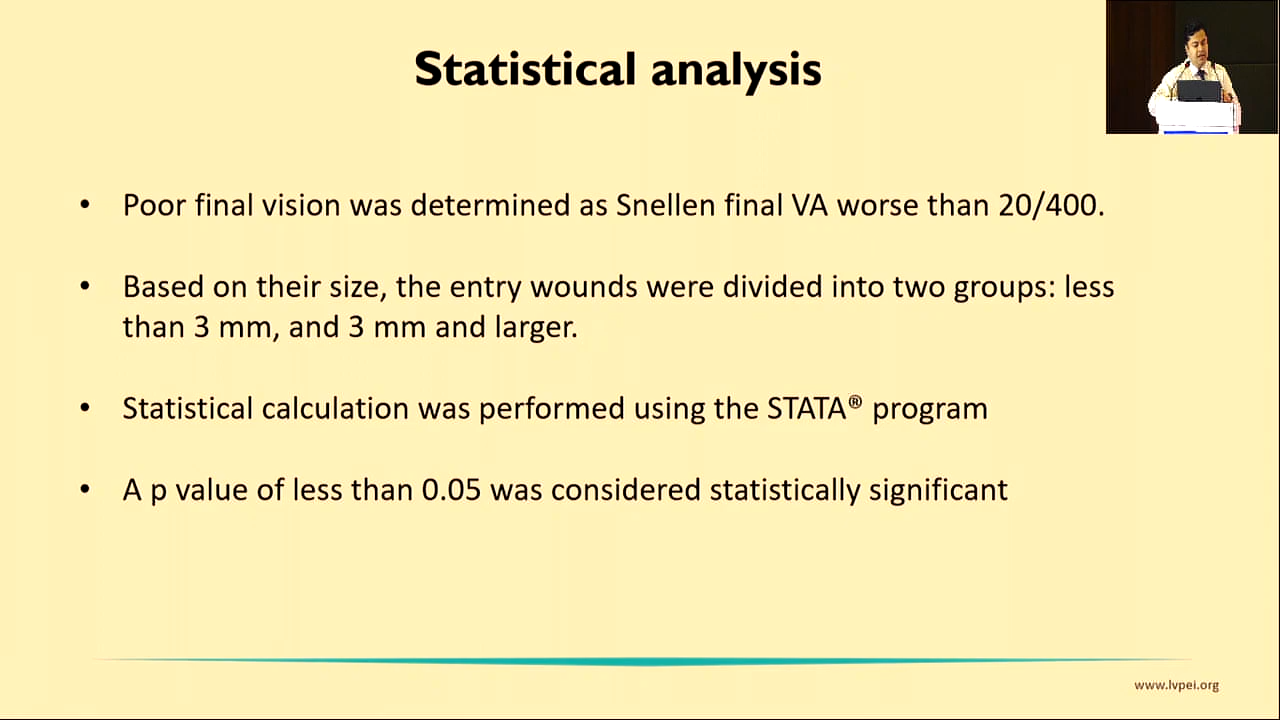 Statistical analysis
• Poor final vision was determined as Snellen final VA worse than 20/400.
• Based on their size, the entry wounds were divided into two groups: less
than 3 mm, and 3 mm and larger.
• Statistical calculation was performed using the STATA® program
• A p value of less than 0.05 was considered statistically significant
www.lvpei.org